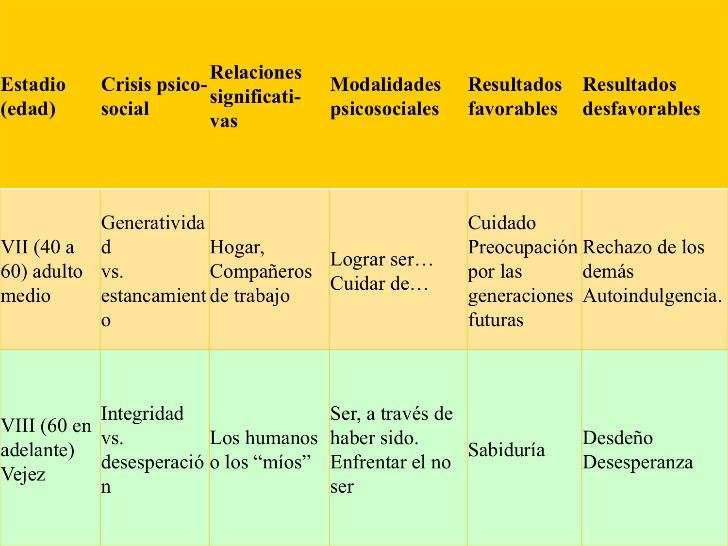 Estadio
(edad)
Crisis psico-
social
Relaciones
significati-
vas
Modalidades
psicosociales
Resultados
favorables
Resultados
desfavorables
VII (40 a
60) adulto
medio
Generativida
d
vs.
estancamient
o
Hogar,
Compañeros
de trabajo
Lograr ser…
Cuidar de…
Cuidado
Preocupación
por las
generaciones
futuras
Rechazo de los
demás
Autoindulgencia.
VIII (60 en
adelante)
Vejez
Integridad
vs.
desesperació
n
Los humanos
o los “míos”
Ser, a través de
haber sido.
Enfrentar el no
ser
Sabiduría
Desdeño
Desesperanza